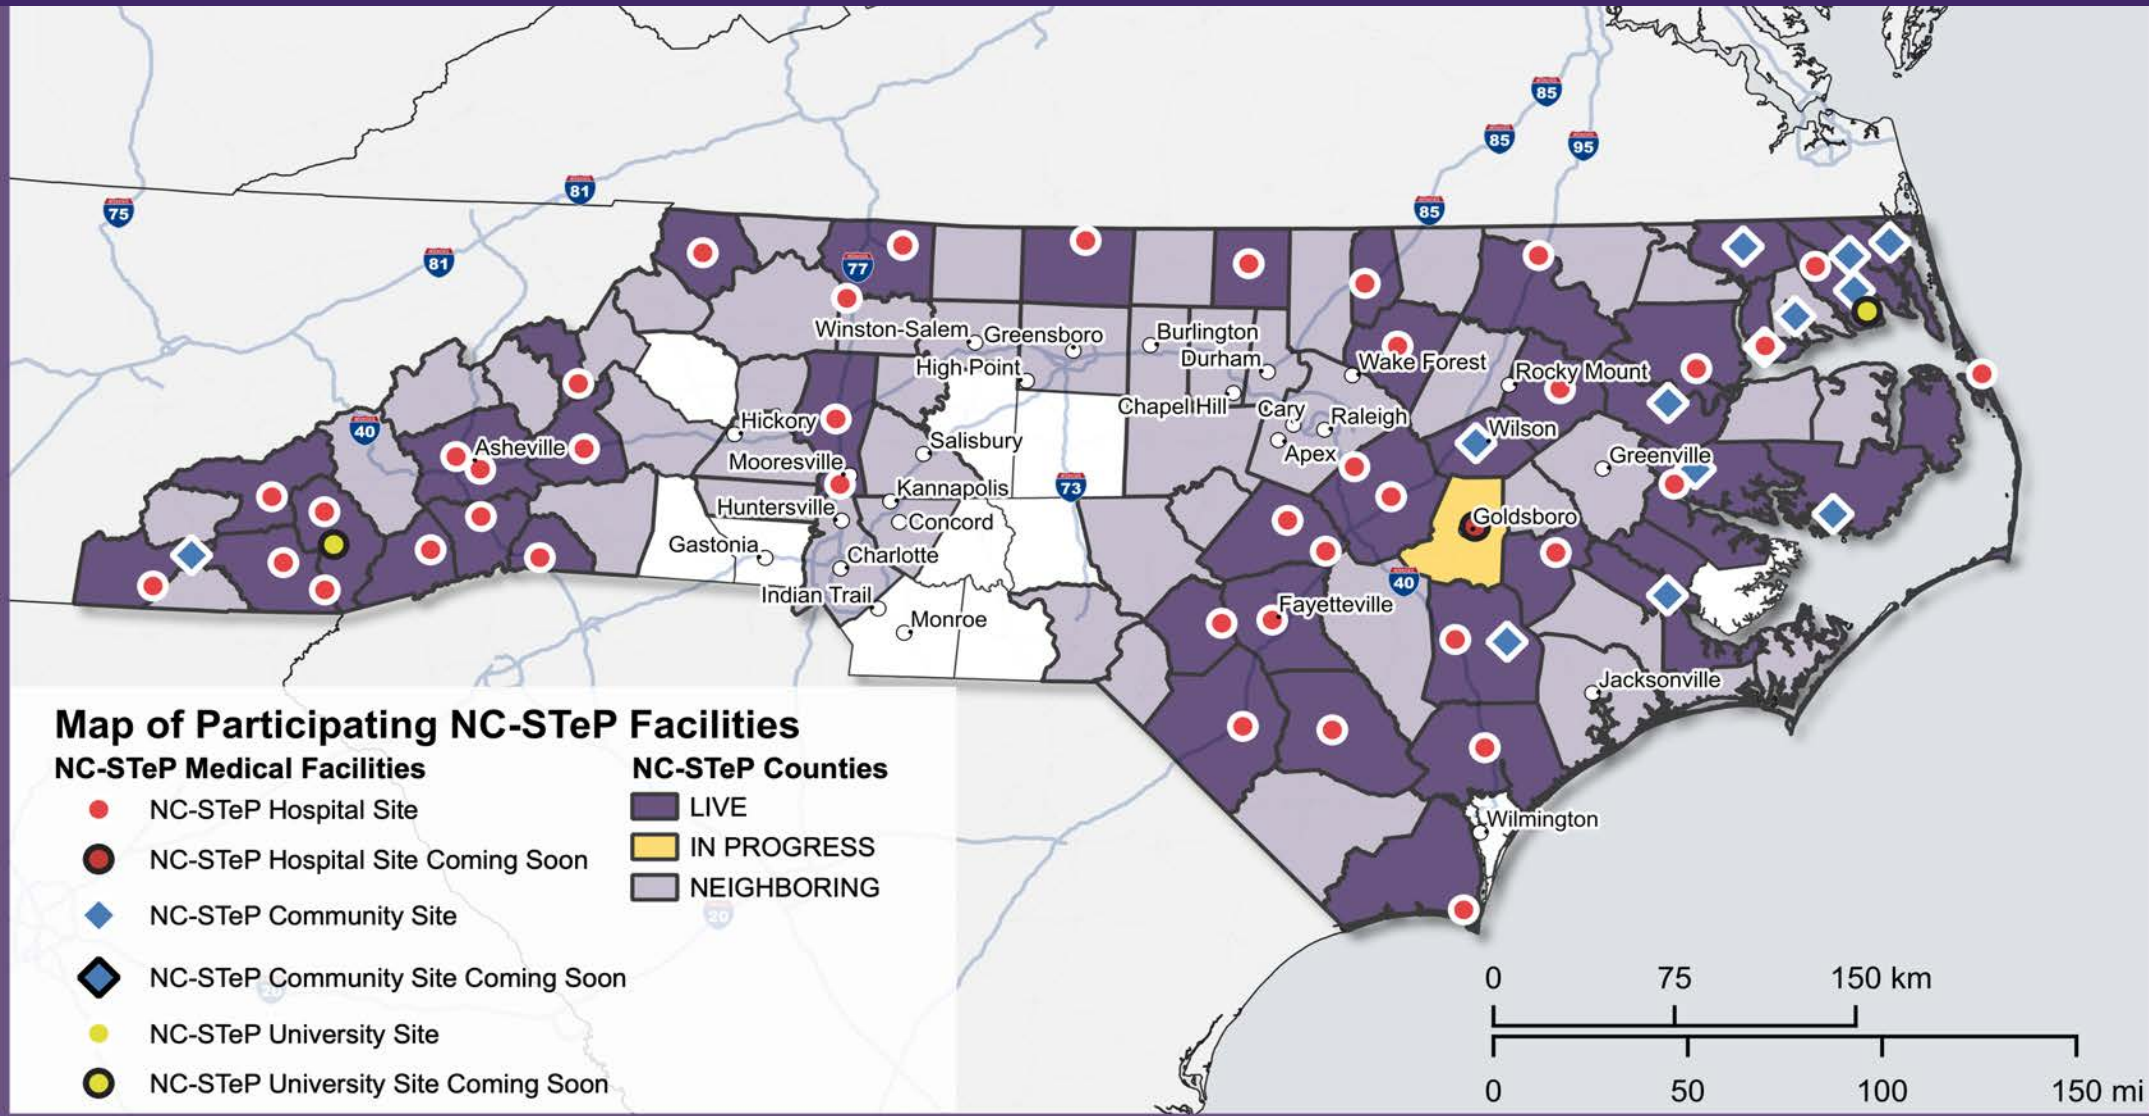 85
85
95
81
75
85
81
77
Winston-Salem
Greensboro
Burlington
High Point
Durham
Wake Forest
Rocky Mount
Chapel Hill
Cary
Raleigh
Hickory
40
Salisbury
Wilson
Asheville
Apex
Mooresville
Greenville
Kannapolis
73
Huntersville
Concord
Goldsboro
Gastonia
Charlotte
40
Indian Trail
Fayetteville
Monroe
Jacksonville
Wilmington
Map of Participating NC-STeP Facilities
NC-STeP Medical Facilities
NC-STeP Hospital Site
NC-STeP Hospital Site Coming Soon
NC-STeP Community Site
NC-STeP Community Site Coming Soon
NC-STeP University Site
NC-STeP University Site Coming Soon
NC-STeP Counties
LIVE
IN PROGRESS
NEIGHBORING
20
20
0 75 150 km
0 50 100 150 mi